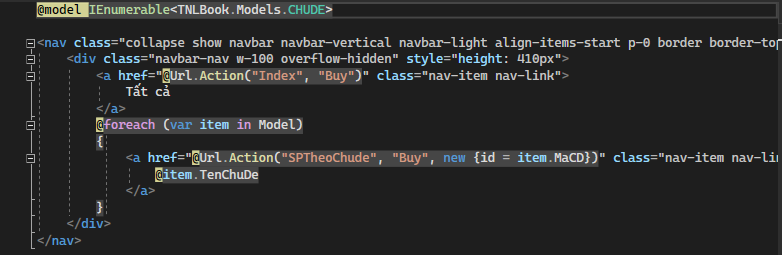 @model IEnumerable<TNLBook.Models.CHUDE>
<nav class="collapse show navbar navbar-vertical navbar-light align-items-start p-0 border border-top
<div class="navbar-nav w-100 overflow-hidden" style="height: 410px">
<a href="@Url.Action("Index", "Buy")" class="nav-item nav-link">
Tất cả
</a>
@foreach (var item in Model)
{
<a href="@Url.Action("SPTheoChude", "Buy", new {id = item.MaCD})" class="nav-item nav-lin
@item.TenChuDe
</a>
}
</div>
</nav>